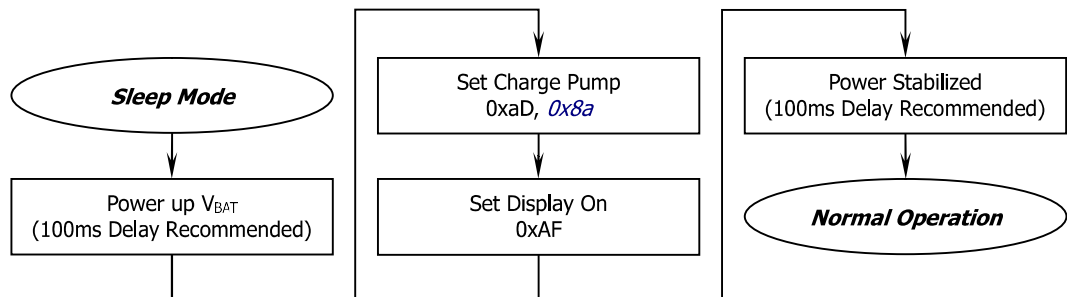 Sleep Mode
Power up VBAT
(100ms Delay Recommended)
Set Charge Pump
0xaD, 0x8a
Set Display On
0xAF
Power Stabilized
(100ms Delay Recommended)
Normal Operation